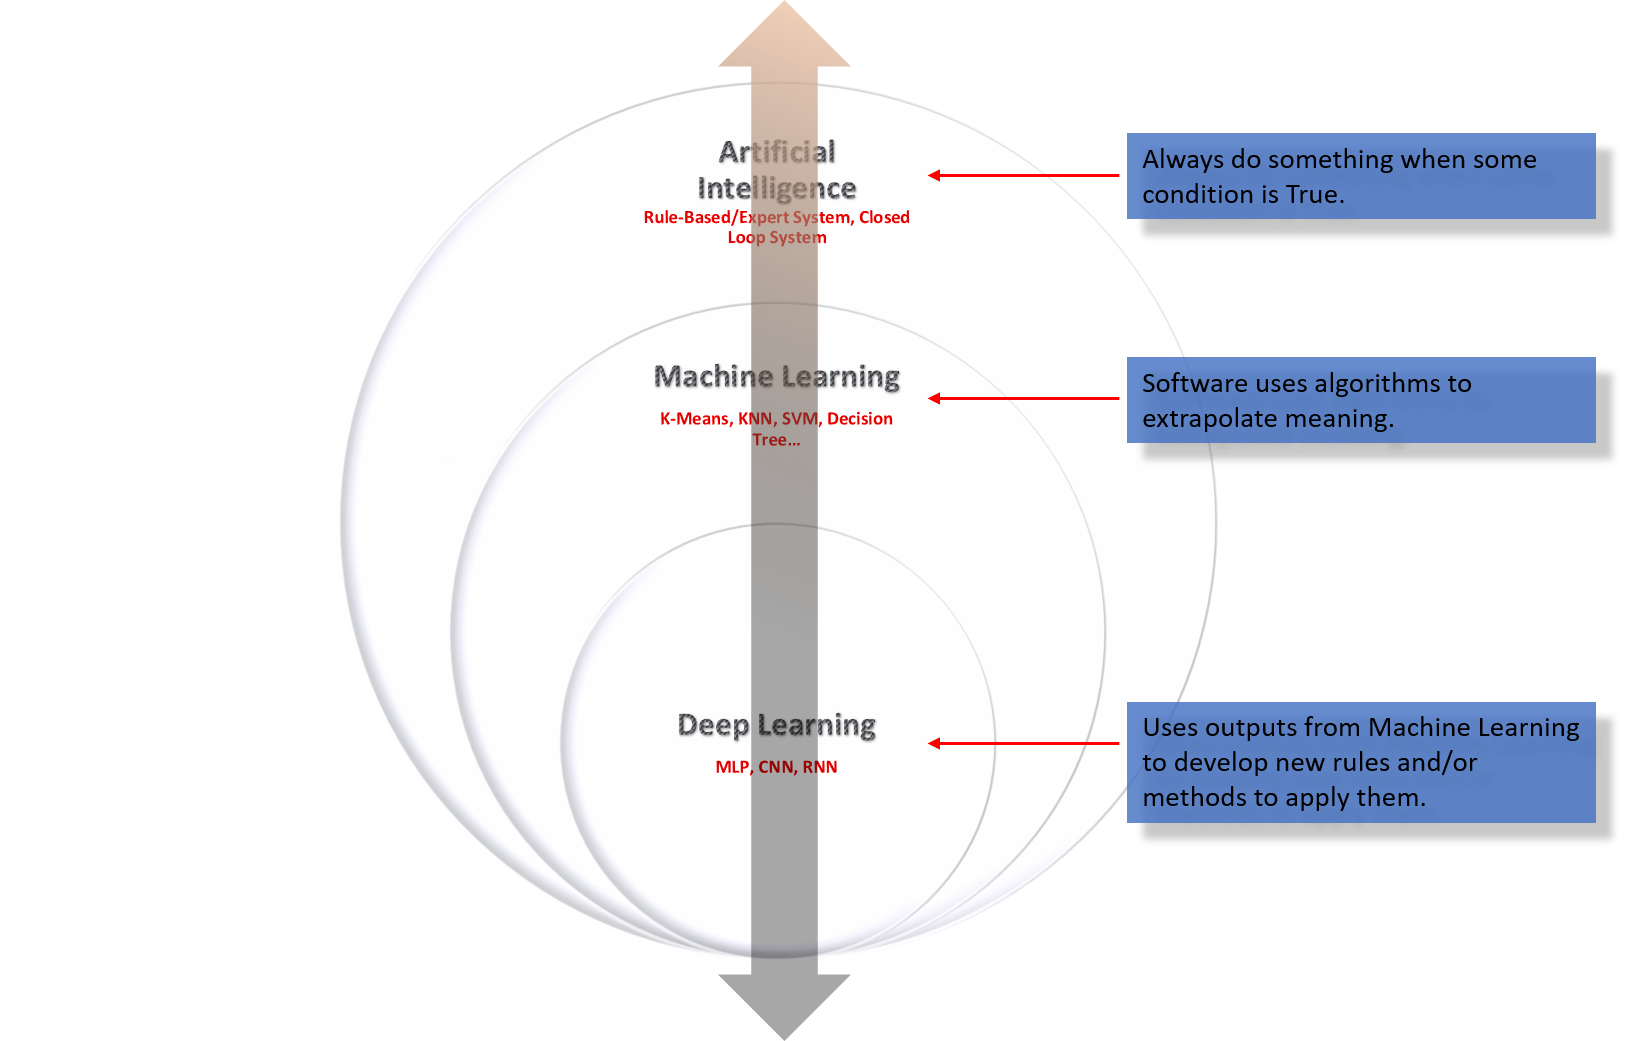 Artificial
Intelligence
Rule-Based/Expert System, Closed
Loop System
Always do something when some
condition is True.
Machine Learning
K-Means, KNN, SVM, Decision
Tree...
Software uses algorithms to
extrapolate meaning.
Deep Learning
MLP, CNN, RNN
Uses outputs from Machine Learning
to develop new rules and/or
methods to apply them.